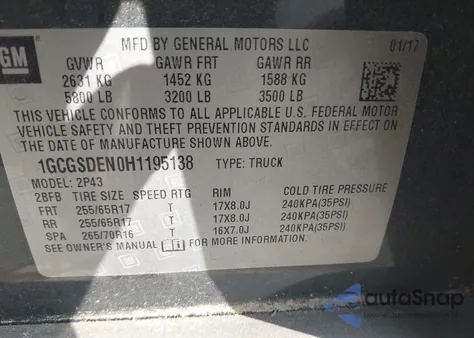 GM
MFD BY GENERAL MOTORS LLC 01/17
GVWR GAWR FRT GAWR RR
2631 KG 1452 KG 1588 KG
5800 LB 3200 LB 3500 LB
THIS VEHICLE CONFORMS TO ALL APPLICABLE U.S. FEDERAL MOTOR
VEHICLE SAFETY AND THEFT PREVENTION STANDARDS IN EFFECT ON
THE DATE OF MANUFACTURE SHOWN ABOVE.
1GCGSDEN0H1195138 TYPE: TRUCK
MODEL: 2P43
2BFB TIRE SIZE SPEED RTG RIM COLD TIRE PRESSURE
FRT 255/65R17 T 17X8.0J 240KPA(35PSI)
RR 255/65R17 T 17X8.0J 240KPA(35PSI)
SPA 265/70R16 T 16X7.0J 240KPA(35PSI)
SEE OWNER'S MANUAL FOR MORE INFORMATION.
autoSnap